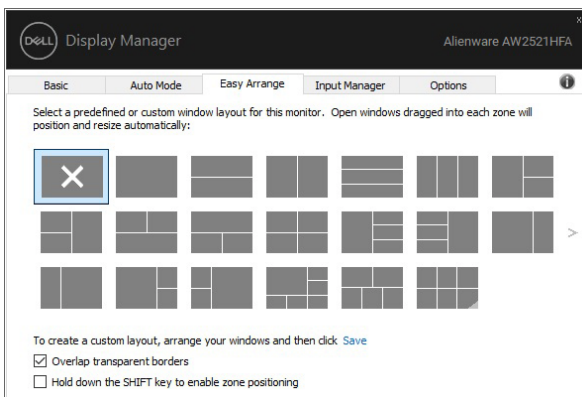 DELL Display Manager Alienware AW2521HFA
Basic Auto Mode Easy Arrange Input Manager Options
Select a predefined or custom window layout for this monitor. Open windows dragged into each zone will
position and resize automatically:
To create a custom layout, arrange your windows and then click Save
Overlap transparent borders
Hold down the SHIFT key to enable zone positioning